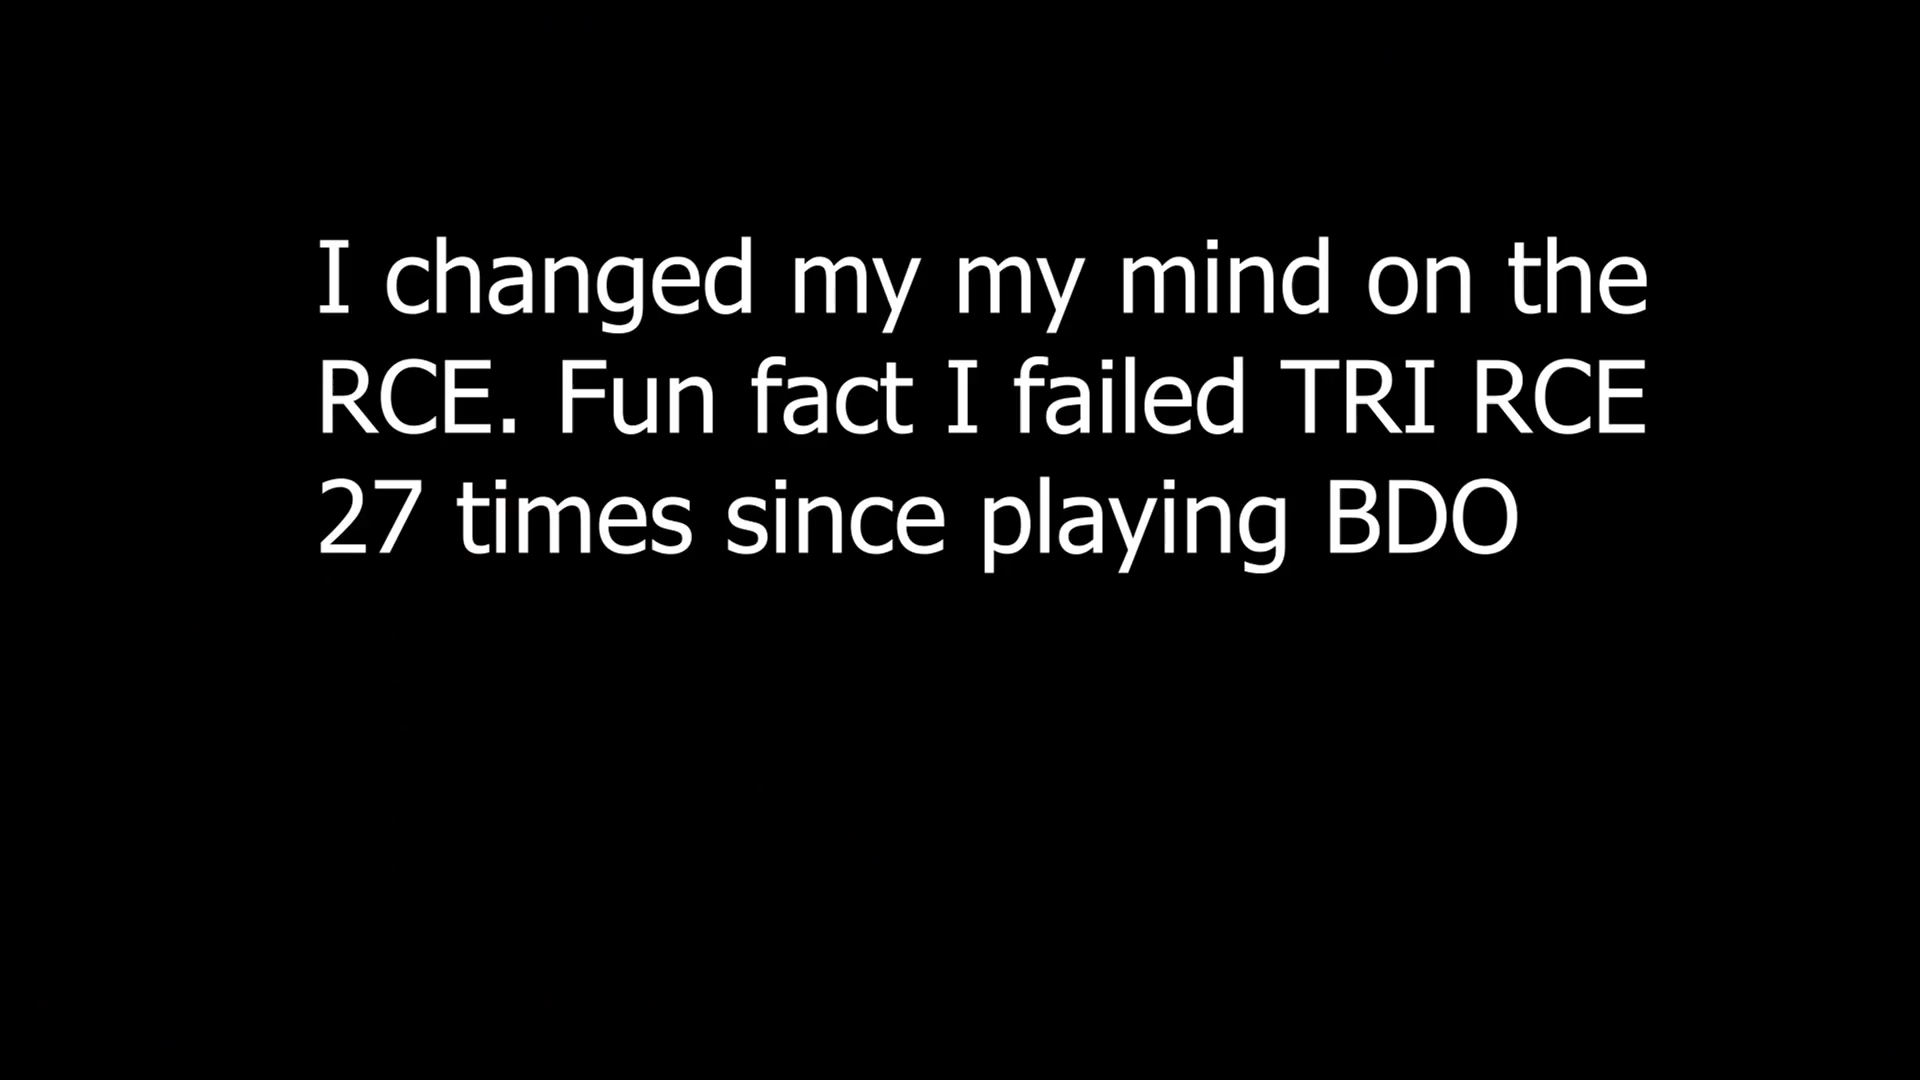 I changed my my mind on the
RCE. Fun fact I failed TRI RCE
27 times since playing BDO